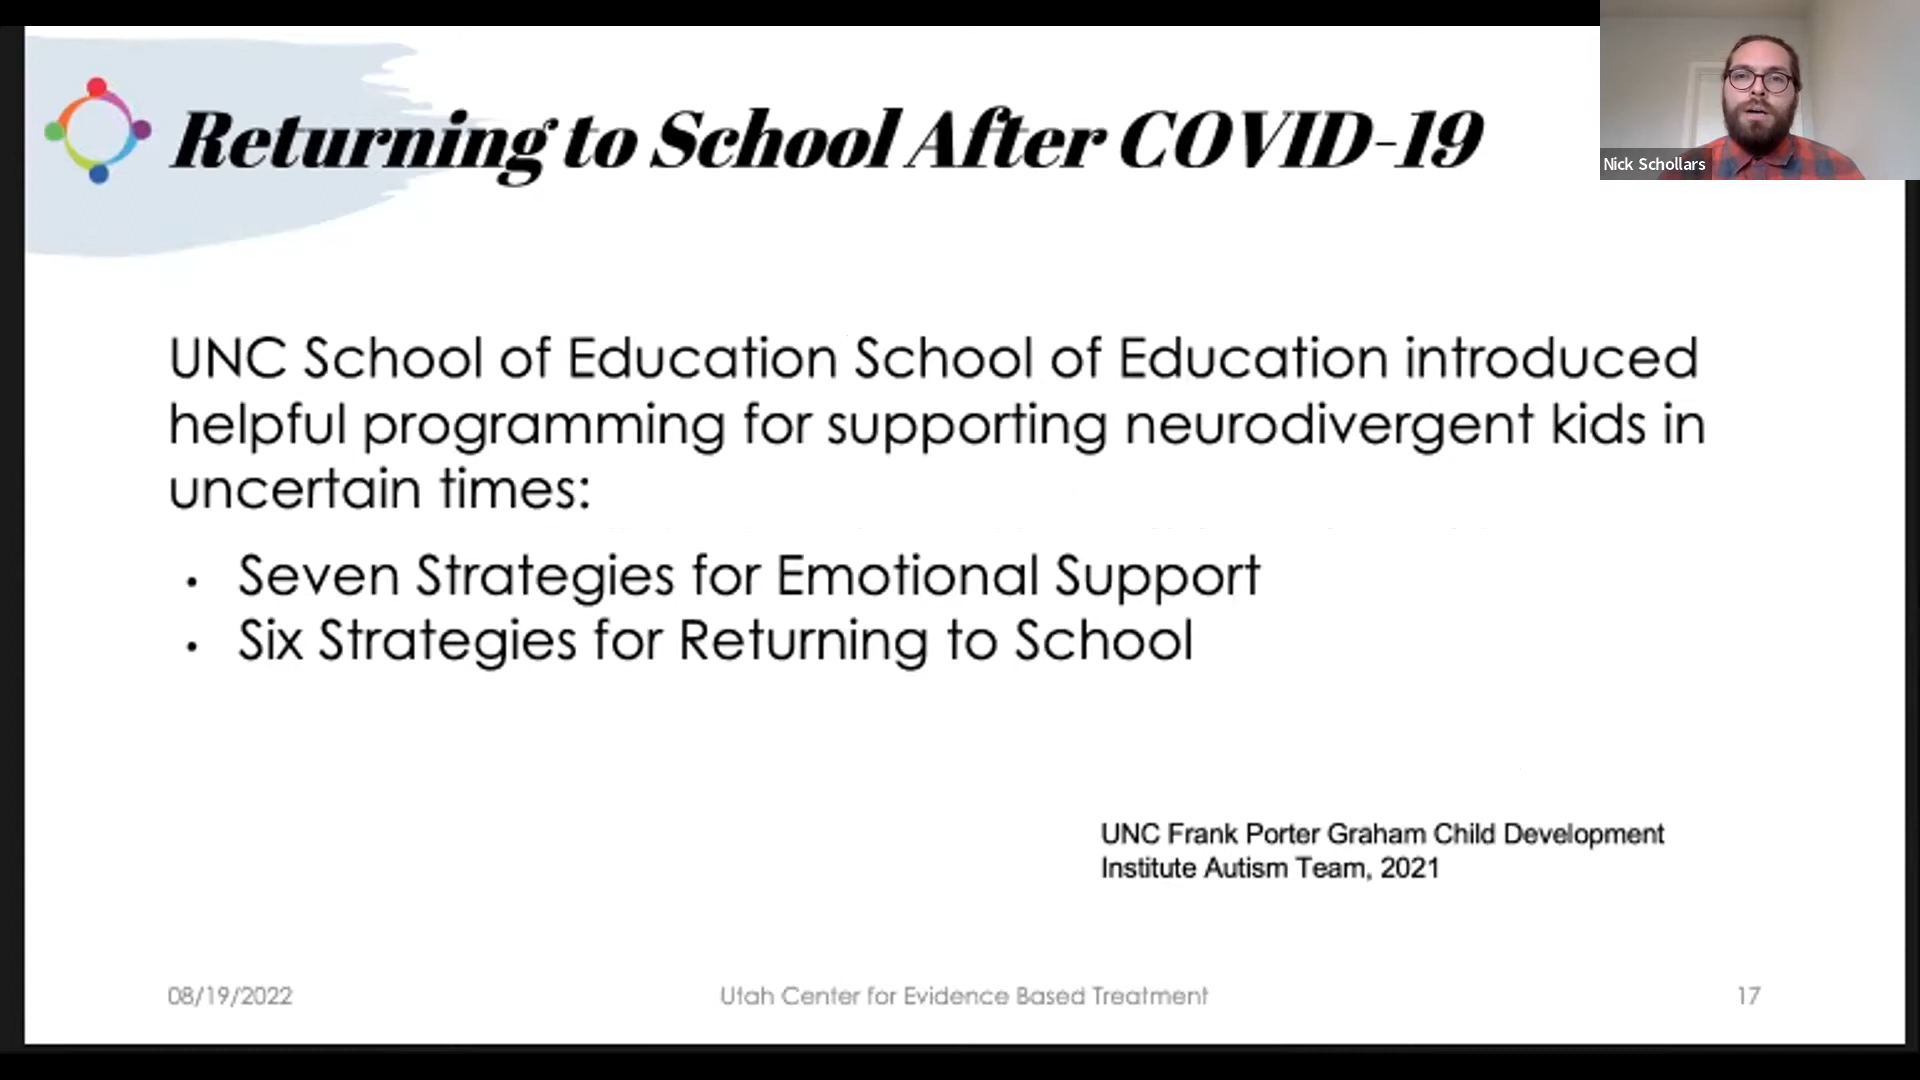 Returning to School After COVID-19
Nick Schollars
UNC School of Education School of Education introduced
helpful programming for supporting neurodivergent kids in
uncertain times:
• Seven Strategies for Emotional Support
• Six Strategies for Returning to School
UNC Frank Porter Graham Child Development
Institute Autism Team, 2021
08/19/2022
Utah Center for Evidence Based Treatment
17